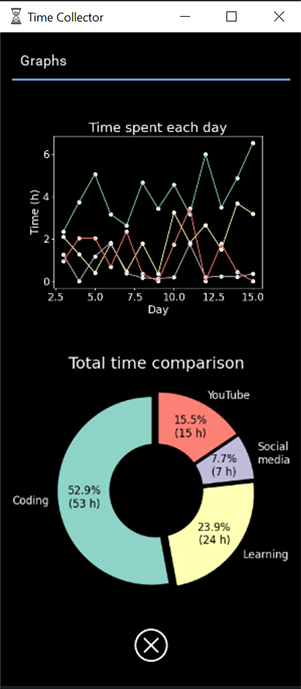 Time Collector
Graphs
Time spent each day
Time (h)
6
4
2
0
2.5 5.0 7.5 10.0 12.5 15.0
Day
Total time comparison
YouTube
15.5%
(15 h)
Social
media
7.7%
(7 h)
Coding
52.9%
(53 h)
23.9%
(24 h)
Learning